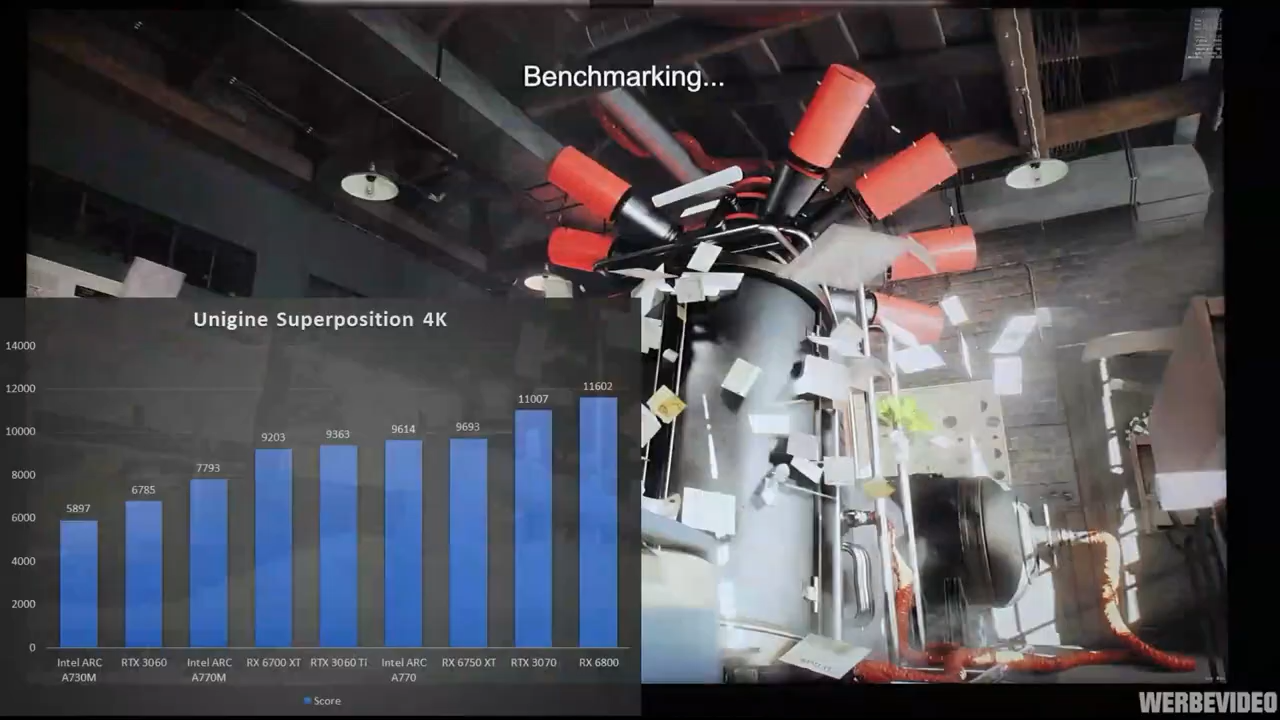 Benchmarking...
Unigine Superposition 4K
14000
12000
10000
8000
6000
4000
2000
0
5897
6785
7793
9203
9363
9614
9693
11007
11602
Intel ARC A730M
RTX 3060
Intel ARC A770M
RX 6700 XT
RTX 3060 Ti
Intel ARC A770
RX 6750 XT
RTX 3070
RX 6800
Score
WERBEVIDEO